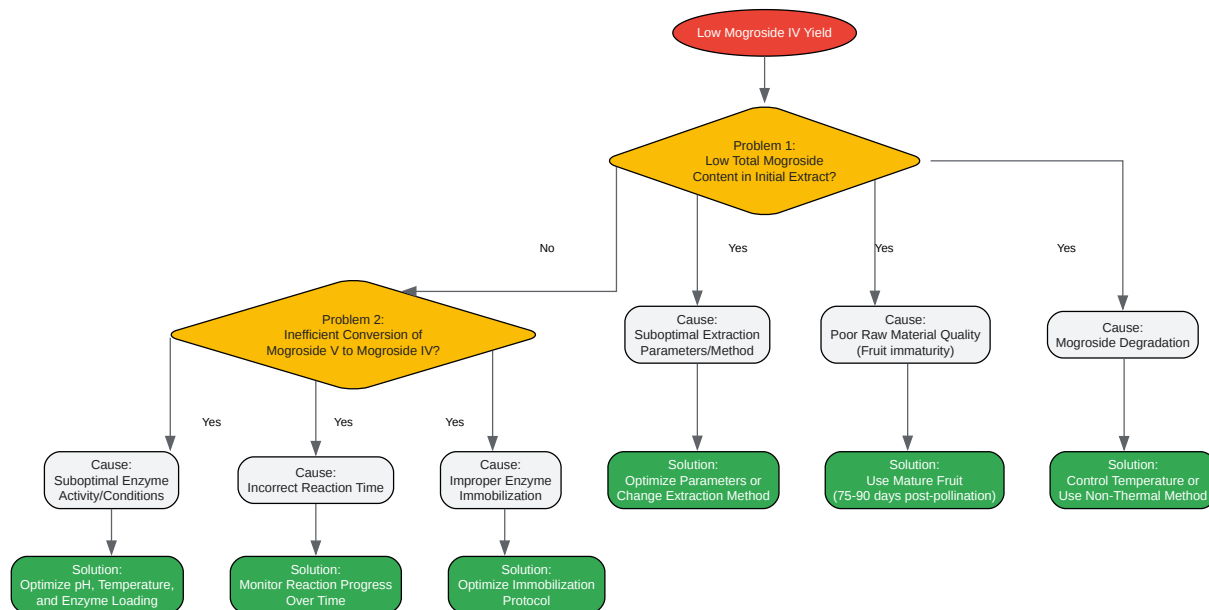 Low Mogroside IV Yield
Problem 1:
Low Total Mogroside
Content in Initial Extract?
No
Yes
Yes
Yes
Problem 2:
Inefficient Conversion of
Mogroside V to Mogroside IV?
Cause:
Suboptimal Extraction
Parameters/Method
Cause:
Poor Raw Material Quality
(Fruit immaturity)
Cause:
Mogroside Degradation
Yes
Yes
Yes
Cause:
Suboptimal Enzyme
Activity/Conditions
Cause:
Incorrect Reaction Time
Cause:
Improper Enzyme
Immobilization
Solution:
Optimize Parameters or
Change Extraction Method
Solution:
Use Mature Fruit
(75-90 days post-pollination)
Solution:
Control Temperature or
Use Non-Thermal Method
Solution:
Optimize pH, Temperature,
and Enzyme Loading
Solution:
Monitor Reaction Progress
Over Time
Solution:
Optimize Immobilization
Protocol